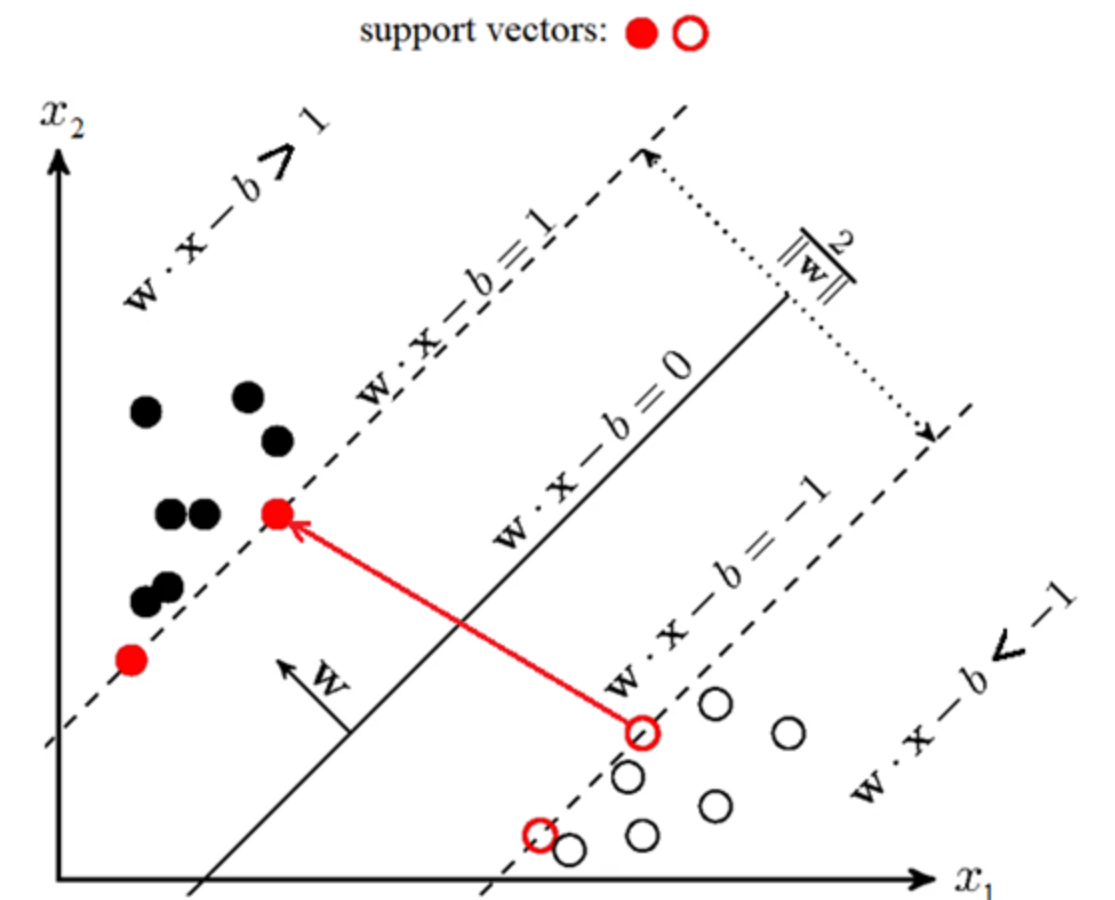 support vectors:
x₂
w · x − b > 1
w · x − b = 1
2
‖w‖
w · x − b = 0
w · x − b = −1
w
w · x − b < −1
x₁